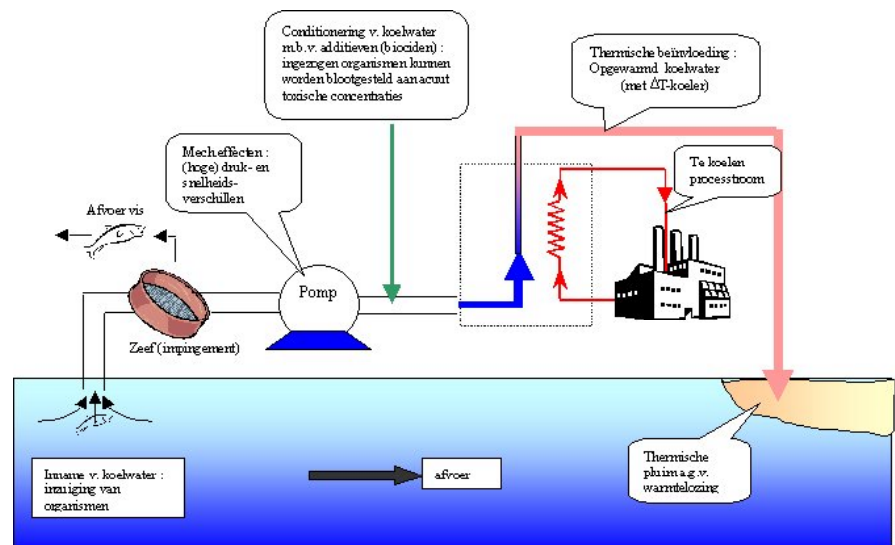 Conditionering v. koelwater
m.b.v. additieven (biociden) :
ingezogen organismen kunnen
worden blootgesteld aan acuut
toxische concentraties
Thermische beïnvloeding :
Opgewarmd koelwater
(met ΔT-koeler)
Mech.effecten :
(hoge) druk- en
snelheids-
verschillen
Te koelen
processtroom
Afvoer vis
Pomp
Zeef (impingement)
Inname v. koelwater :
inzuiging van
organismen
afvoer
Thermische
pluim a.g.v.
warmtelozing